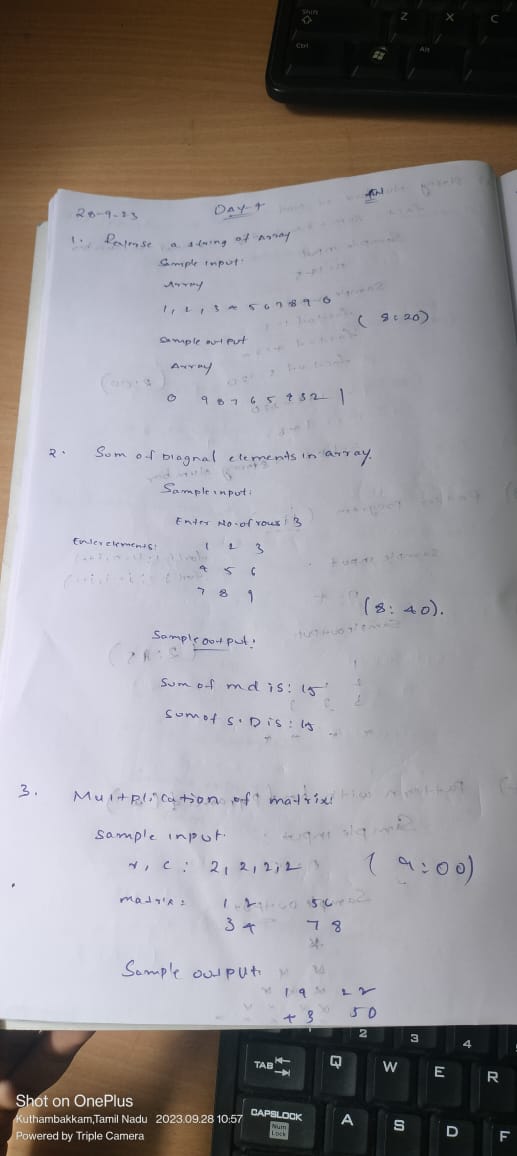 Shift
Z X C
Ctrl Alt
28-9-23 DAY-4
1. Reverse a string of Array
Sample input:
Array
1, 2, 3 4 5 6 7 8 9 0
(8:20)
Sample output
Array
0 9 8 7 6 5 4 3 2 1
2. Sum of Diagnal elements in array.
Sample input:
Enter No. of rows: 3
Enter elements: 1 2 3
4 5 6
7 8 9
(8:40).
Sample output:
Sum of md is: 15
Sum of S.D is: 15
3. Multiplication of matrix:
Sample input:
r, c: 2, 2, 2, 2 (9:00)
matrix: 1 2 5 6
3 4 7 8
Sample output:
19 22
43 50
2 3 4
TAB Q W E R
CAPSLOCK A S D F
Num Lock
Shot on OnePlus
Kuthambakkam,Tamil Nadu 2023.09.28 10:57
Powered by Triple Camera